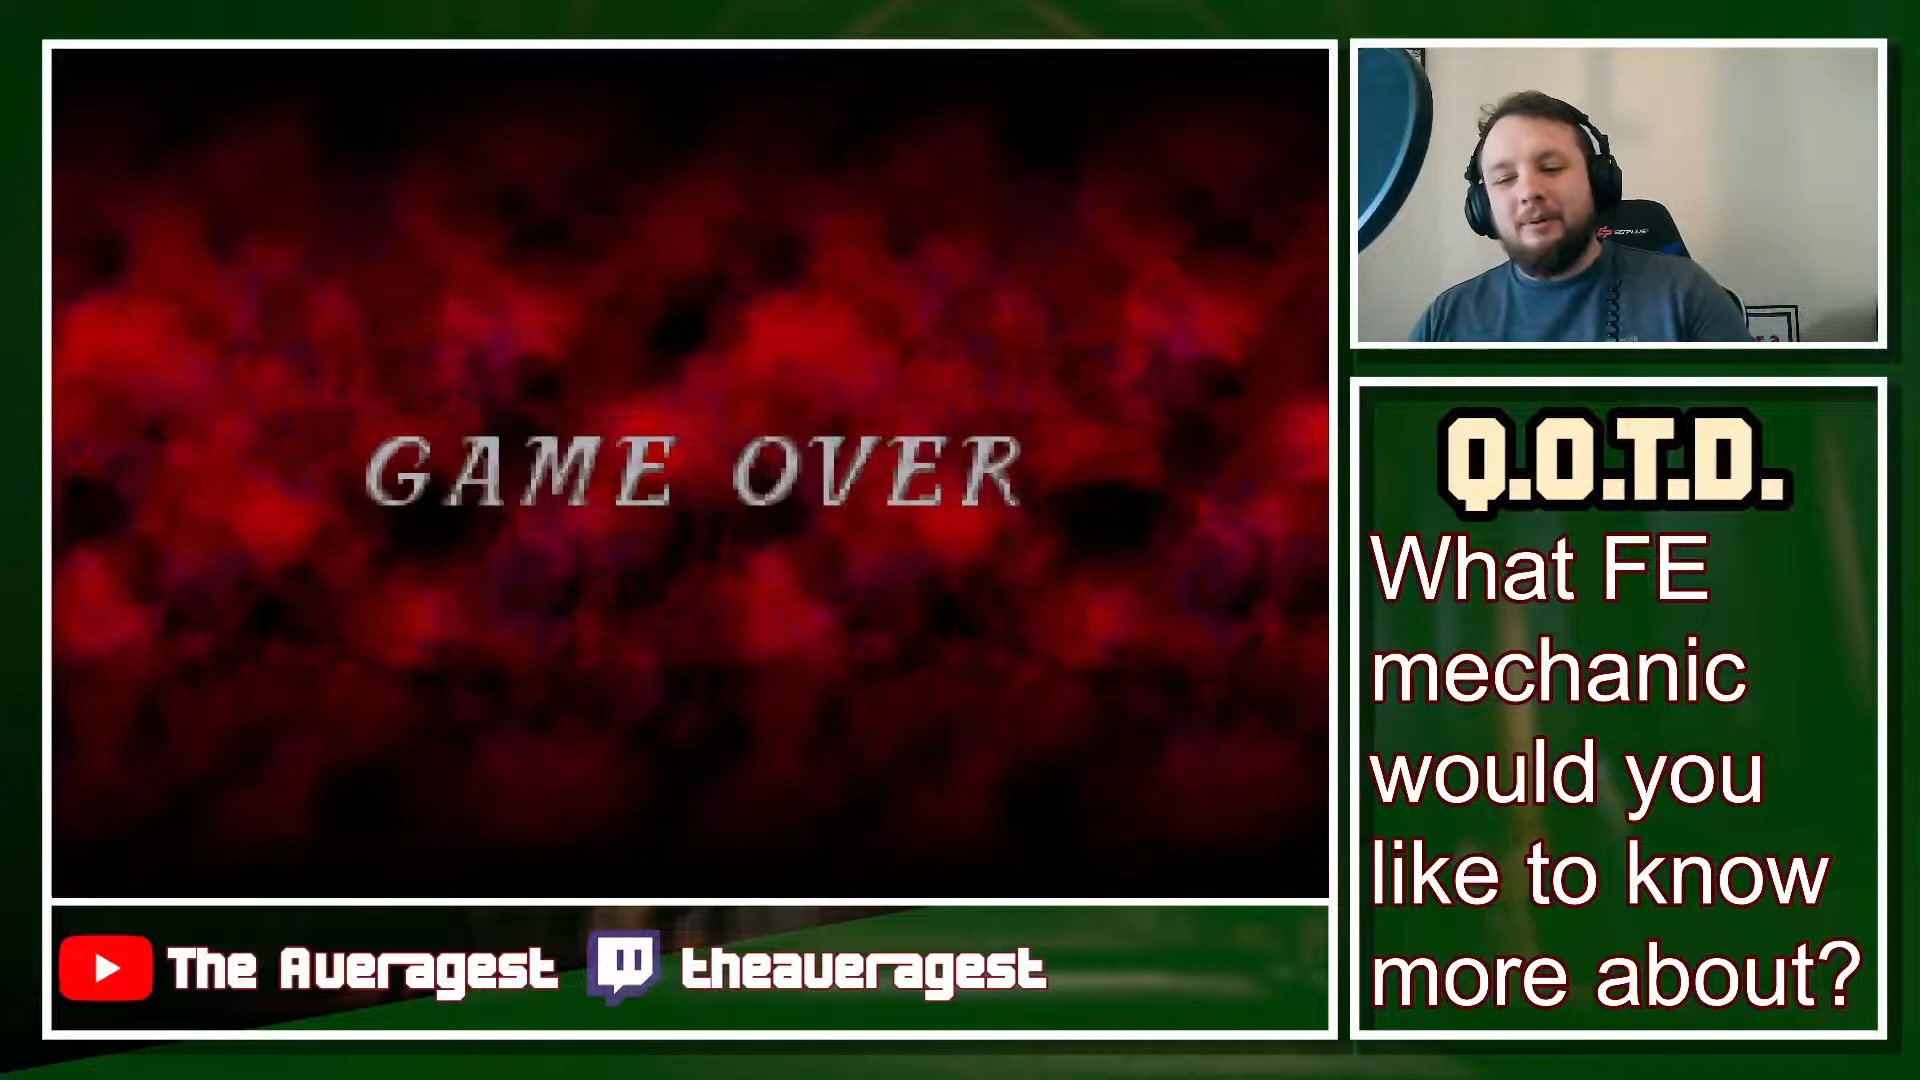 GAME OVER
The Averagest
theaveragest
Q.O.T.D.
What FE
mechanic
would you
like to know
more about?